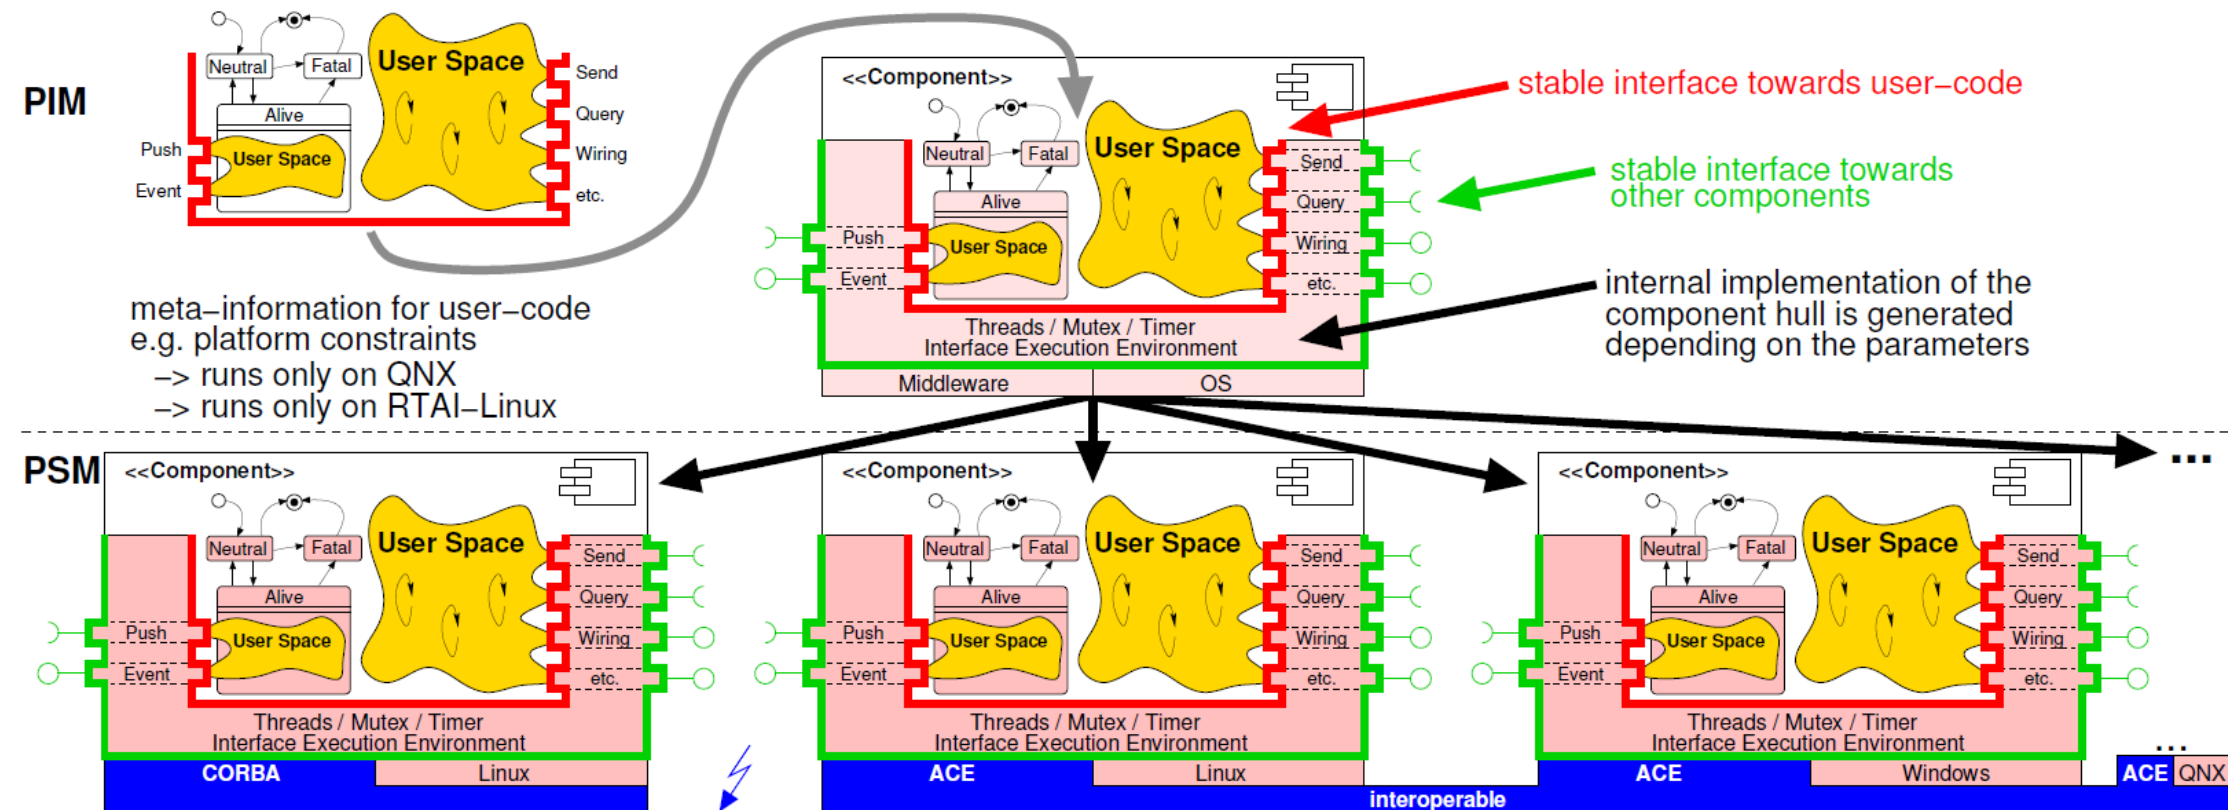 PIM
Neutral
Fatal
Alive
User Space
User Space
Push
Event
Send
Query
Wiring
etc.
meta−information for user−code
e.g. platform constraints
−> runs only on QNX
−> runs only on RTAI−Linux
<<Component>>
Neutral
Fatal
Alive
User Space
User Space
Push
Event
Send
Query
Wiring
etc.
Threads / Mutex / Timer
Interface Execution Environment
Middleware
OS
stable interface towards user−code
stable interface towards
other components
internal implementation of the
component hull is generated
depending on the parameters
PSM
<<Component>>
Neutral
Fatal
Alive
User Space
User Space
Push
Event
Send
Query
Wiring
etc.
Threads / Mutex / Timer
Interface Execution Environment
CORBA
Linux
<<Component>>
Neutral
Fatal
Alive
User Space
User Space
Push
Event
Send
Query
Wiring
etc.
Threads / Mutex / Timer
Interface Execution Environment
ACE
Linux
<<Component>>
Neutral
Fatal
Alive
User Space
User Space
Push
Event
Send
Query
Wiring
etc.
Threads / Mutex / Timer
Interface Execution Environment
ACE
Windows
...
...
ACE
QNX
interoperable